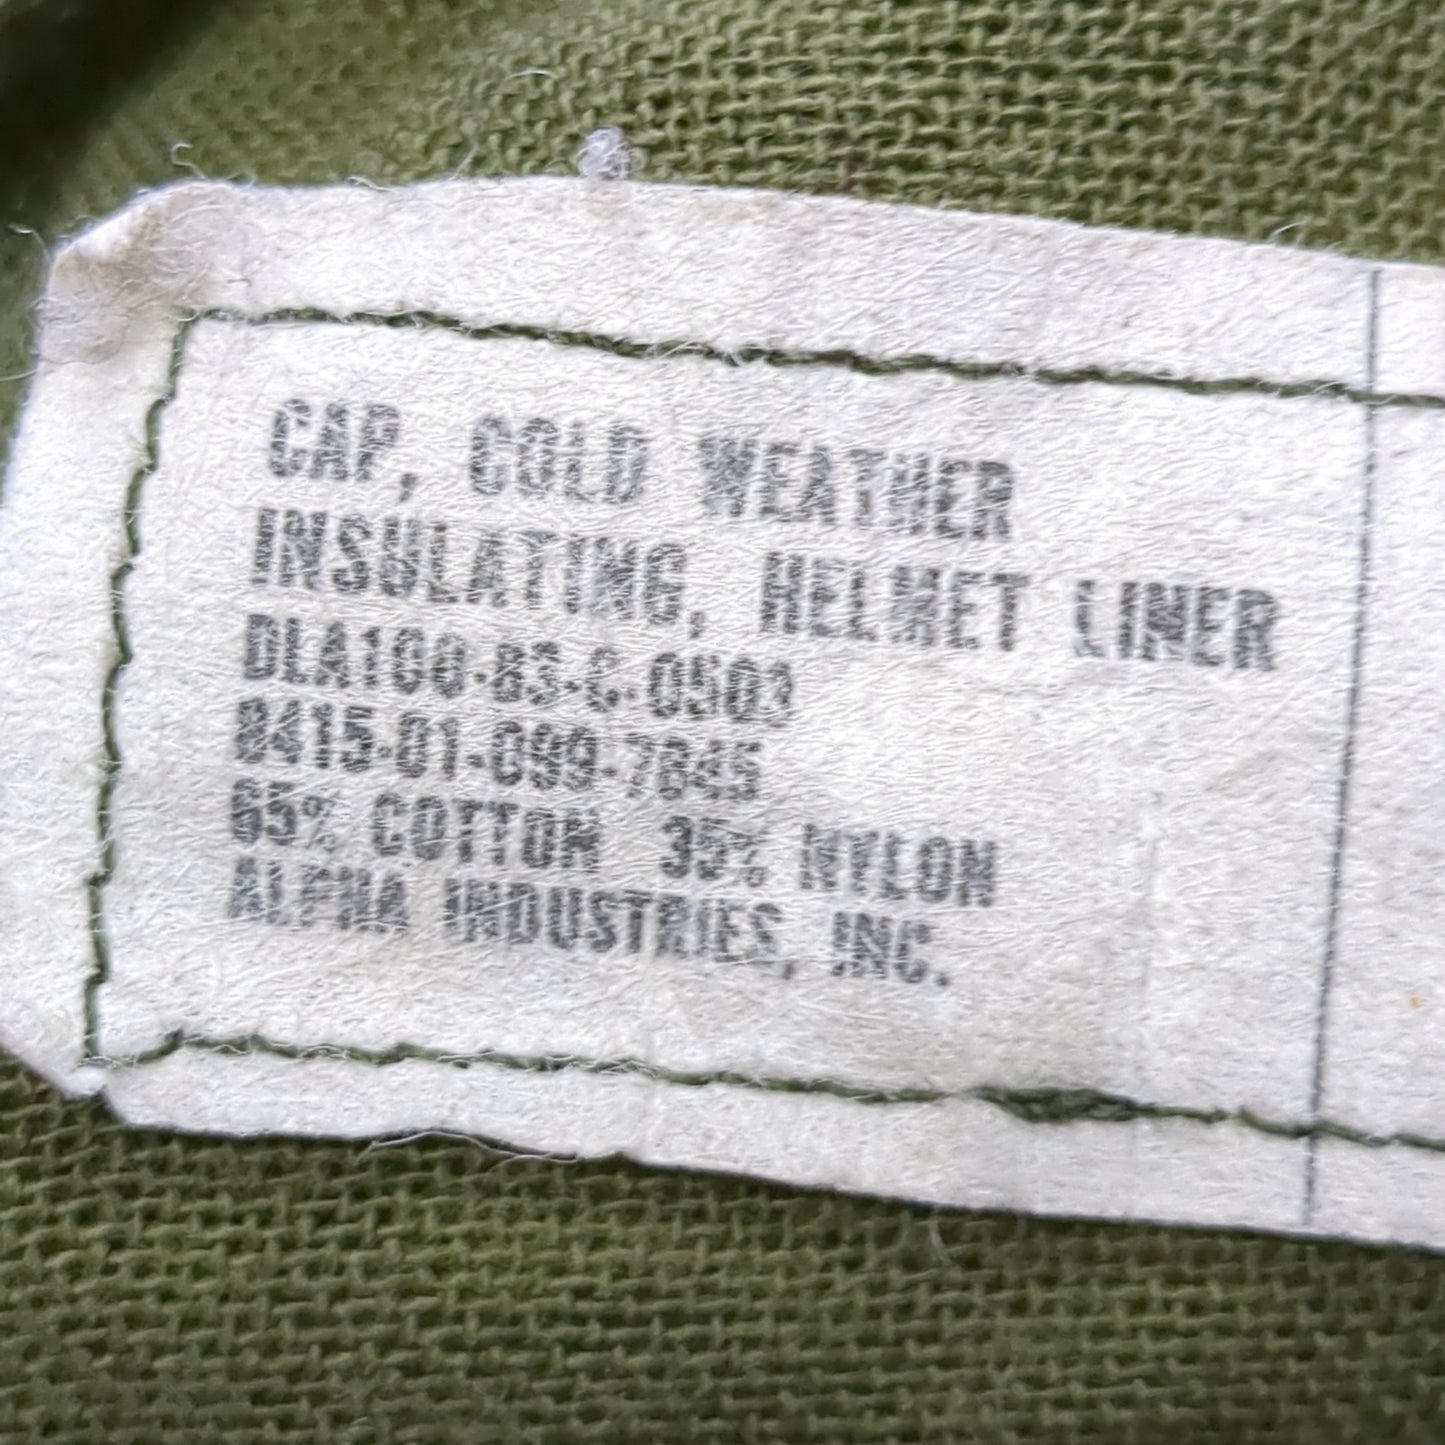 CAP, COLD WEATHER
INSULATING, HELMET LINER
DLA100-83-C-0503
8415-01-099-7845
65% COTTON 35% NYLON
ALPHA INDUSTRIES, INC.